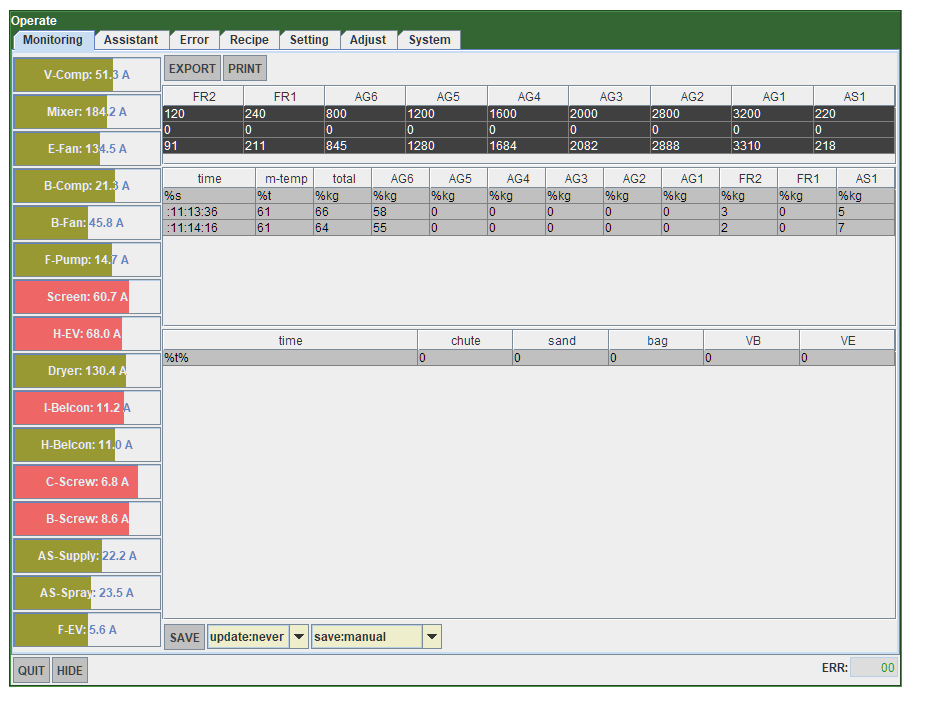 Operate
Monitoring Assistant Error Recipe Setting Adjust System
V-Comp: 51.3 A
Mixer: 184.2 A
E-Fan: 134.5 A
B-Comp: 21.3 A
B-Fan: 45.8 A
F-Pump: 14.7 A
Screen: 60.7 A
H-EV: 68.0 A
Dryer: 130.4 A
I-Belcon: 11.2 A
H-Belcon: 11.0 A
C-Screw: 6.8 A
B-Screw: 8.6 A
AS-Supply: 22.2 A
AS-Spray: 23.5 A
F-EV: 5.6 A
EXPORT PRINT
FR2 FR1 AG6 AG5 AG4 AG3 AG2 AG1 AS1
120 240 800 1200 1600 2000 2800 3200 220
0 0 0 0 0 0 0 0 0
91 211 845 1280 1684 2082 2888 3310 218
time m-temp total AG6 AG5 AG4 AG3 AG2 AG1 FR2 FR1 AS1
%s %t %kg %kg %kg %kg %kg %kg %kg %kg %kg %kg
:11:13:36 61 66 58 0 0 0 0 0 3 0 5
:11:14:16 61 64 55 0 0 0 0 0 2 0 7
time chute sand bag VB VE
%t% 0 0 0 0 0
SAVE update:never save:manual
QUIT HIDE ERR: 00